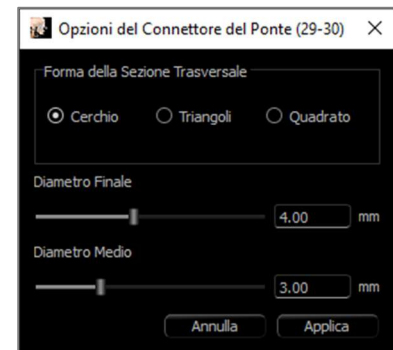 Opzioni del Connettore del Ponte (29-30)
Forma della Sezione Trasversale
Cerchio Triangoli Quadrato
Diametro Finale
4.00 mm
Diametro Medio
3.00 mm
Annulla Applica